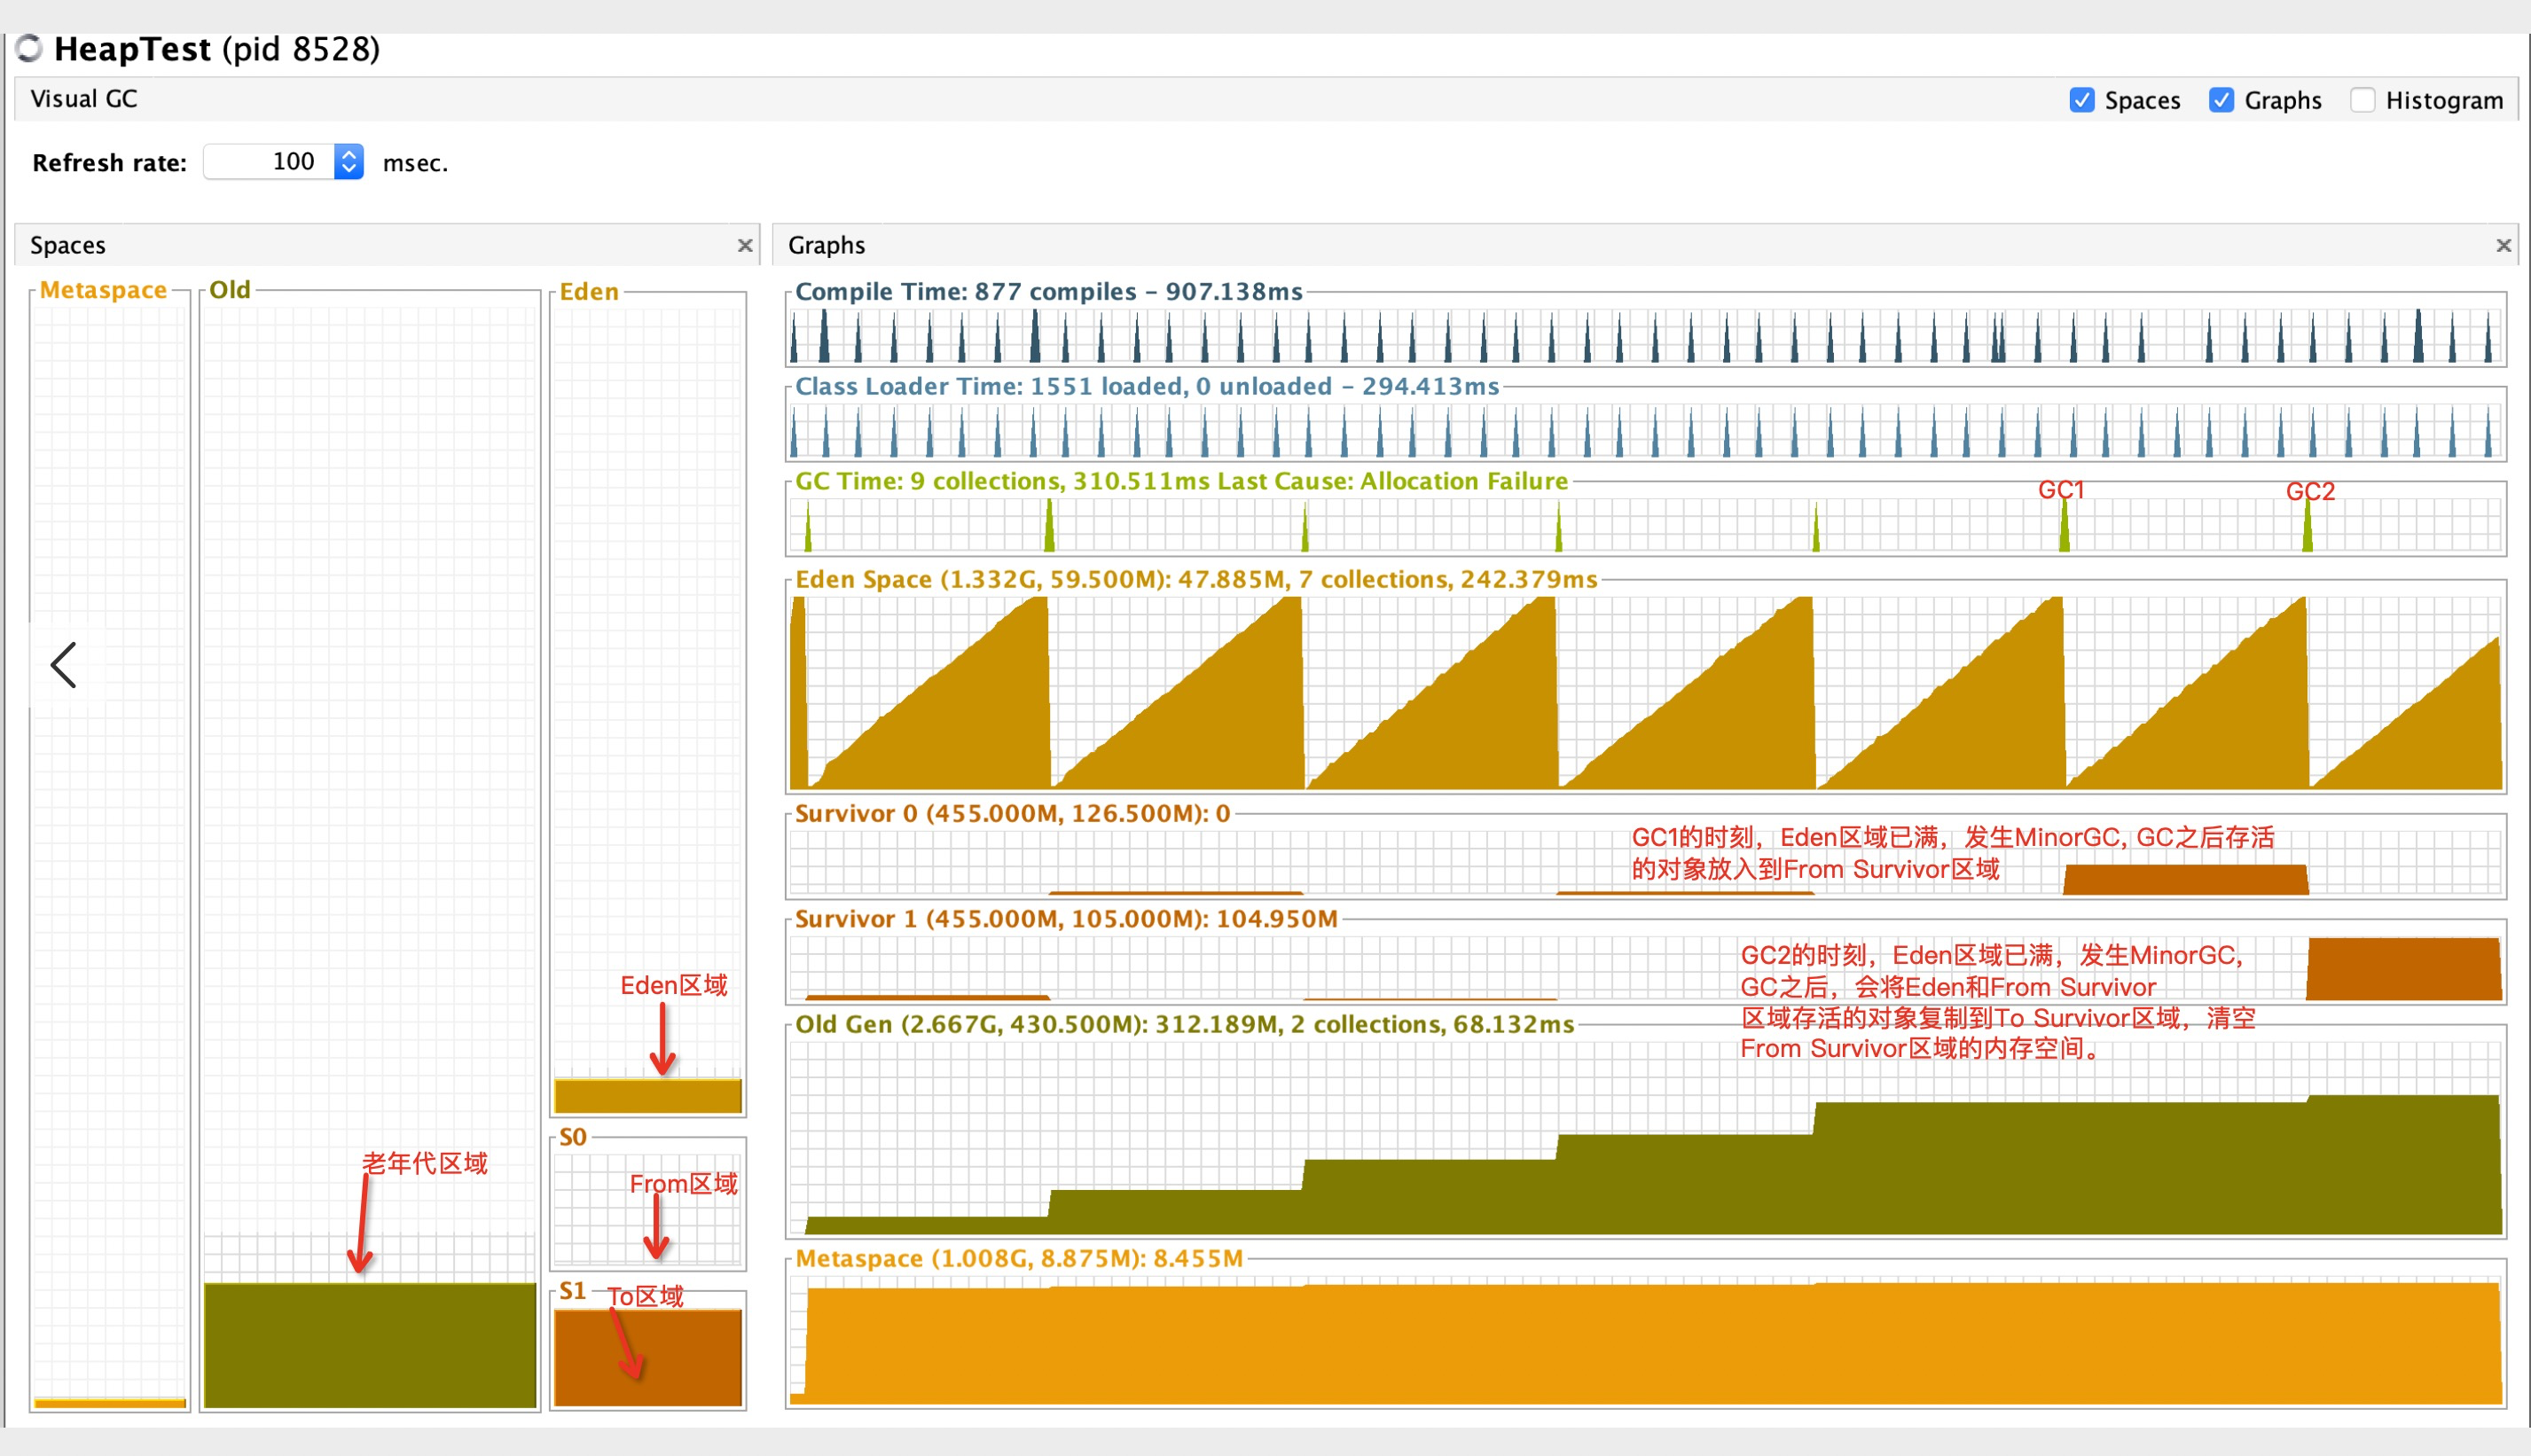 HeapTest (pid 8528)
Visual GC
Spaces
Graphs
Histogram
Refresh rate:
100
msec.
Spaces
Graphs
Metaspace
Old
Eden
Eden区域
老年代区域
S0
From区域
S1
To区域
Compile Time: 877 compiles - 907.138ms
Class Loader Time: 1551 loaded, 0 unloaded - 294.413ms
GC Time: 9 collections, 310.511ms Last Cause: Allocation Failure
GC1
GC2
Eden Space (1.332G, 59.500M): 47.885M, 7 collections, 242.379ms
Survivor 0 (455.000M, 126.500M): 0
GC1的时刻，Eden区域已满，发生MinorGC, GC之后存活
的对象放入到From Survivor区域
Survivor 1 (455.000M, 105.000M): 104.950M
GC2的时刻，Eden区域已满，发生MinorGC,
GC之后，会将Eden和From Survivor
区域存活的对象复制到To Survivor区域，清空
From Survivor区域的内存空间。
Old Gen (2.667G, 430.500M): 312.189M, 2 collections, 68.132ms
Metaspace (1.008G, 8.875M): 8.455M